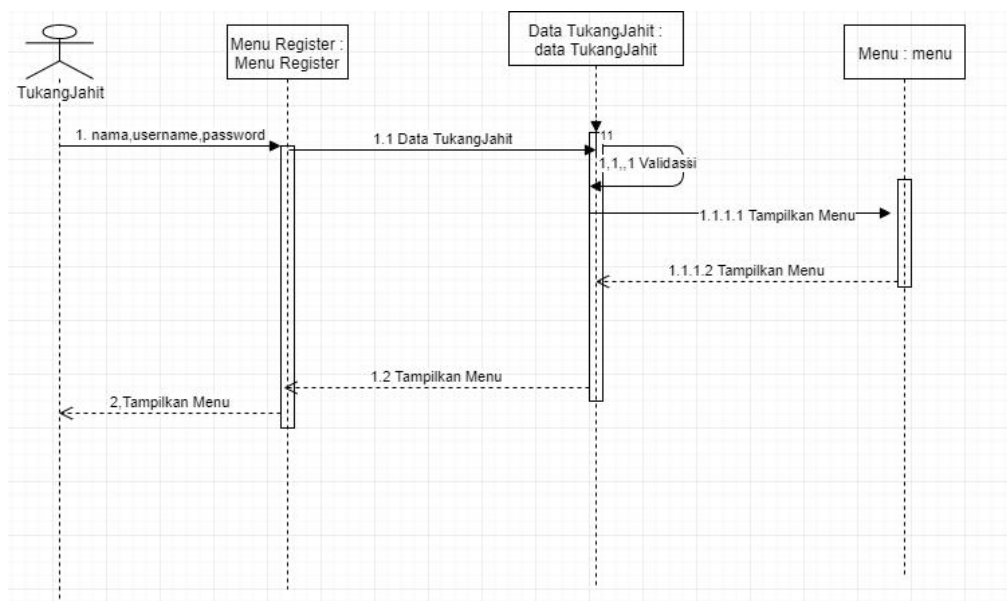 TukangJahit
Menu Register :
Menu Register
Data TukangJahit :
data TukangJahit
Menu : menu
1. nama,username,password
1.1 Data TukangJahit
11
1,1,,1 Validassi
1.1.1.1 Tampilkan Menu
1.1.1.2 Tampilkan Menu
1.2 Tampilkan Menu
2,Tampilkan Menu